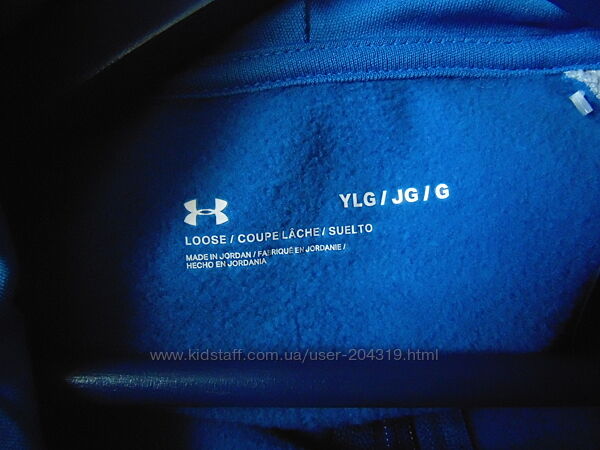 YLG / JG / G
LOOSE / COUPE LÂCHE / SUELTO
MADE IN JORDAN / FABRIQUÉ EN JORDANIE /
HECHO EN JORDANIA
www.kidstaff.com.ua/user-204319.html